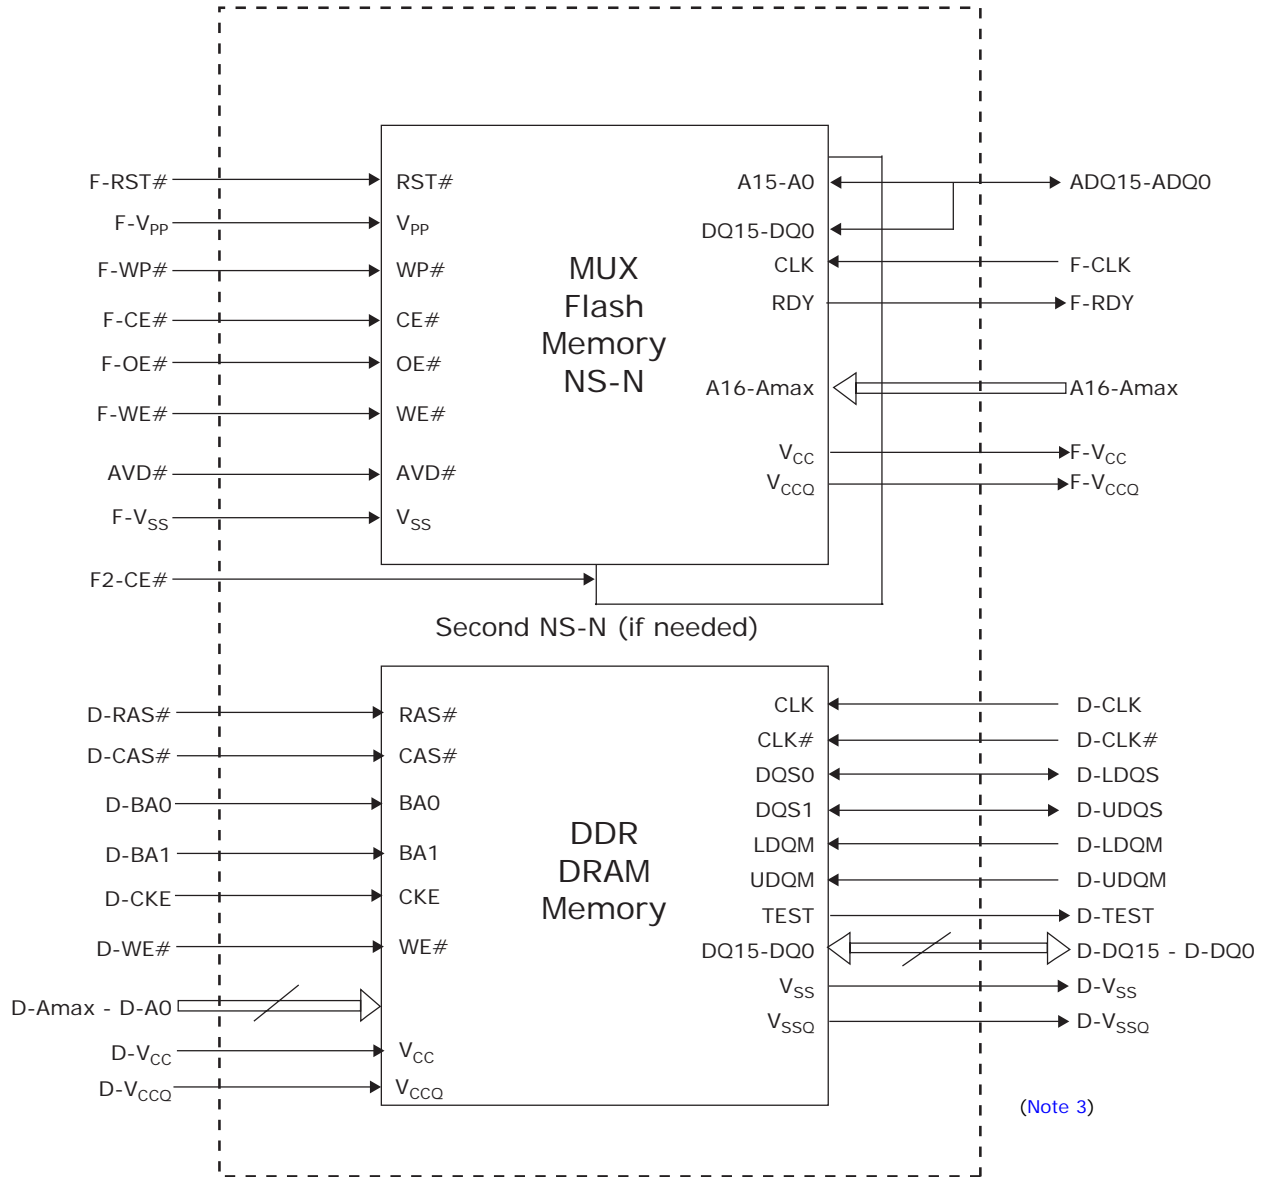 F-RST# RST# A15-A0 ADQ15-ADQ0
F-VPP VPP DQ15-DQ0
F-WP# WP# MUX CLK F-CLK
Flash RDY F-RDY
F-CE# CE# Memory
F-OE# OE# NS-N A16-Amax A16-Amax
F-WE# WE#
VCC F-VCC
AVD# AVD# VCCQ F-VCCQ
F-VSS VSS
F2-CE#
Second NS-N (if needed)
D-RAS# RAS# CLK D-CLK
D-CAS# CAS# CLK# D-CLK#
DQS0 D-LDQS
D-BA0 BA0 DQS1 D-UDQS
DDR
D-BA1 BA1 LDQM D-LDQM
DRAM
D-CKE CKE UDQM D-UDQM
Memory TEST D-TEST
D-WE# WE# DQ15-DQ0 D-DQ15 - D-DQ0
VSS D-VSS
D-Amax - D-A0 VSSQ D-VSSQ
D-VCC VCC
D-VCCQ VCCQ
(Note 3)